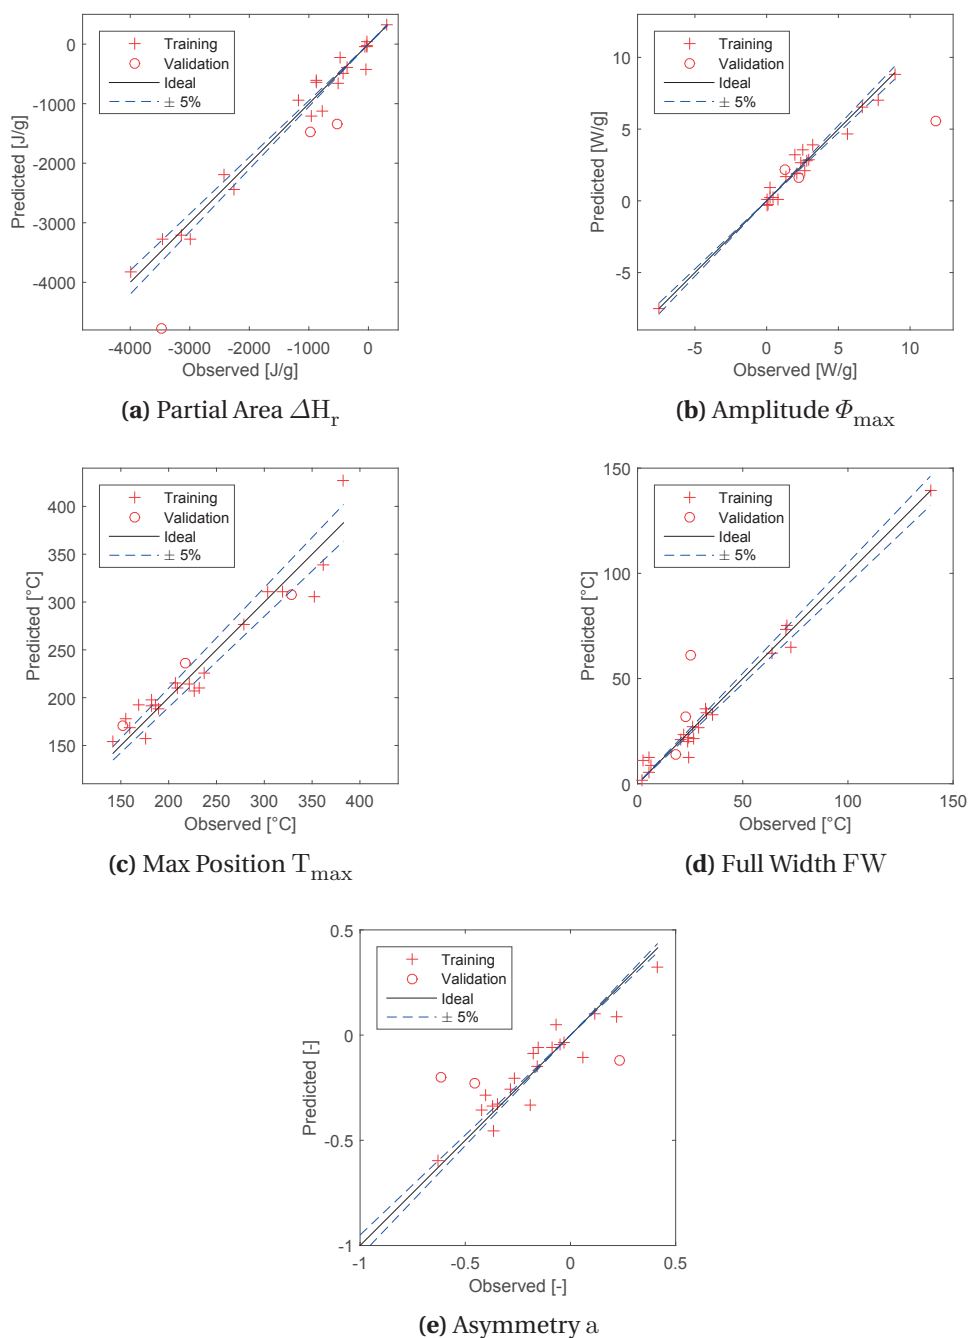 0
-1000
-2000
-3000
-4000
Predicted [J/g]
Training
Validation
Ideal
± 5%
-4000 -3000 -2000 -1000 0
Observed [J/g]
(a) Partial Area ΔH_r
10
5
0
-5
Predicted [W/g]
Training
Validation
Ideal
± 5%
-5 0 5 10
Observed [W/g]
(b) Amplitude Φ_max
400
350
300
250
200
150
Predicted [°C]
Training
Validation
Ideal
± 5%
150 200 250 300 350 400
Observed [°C]
(c) Max Position T_max
150
100
50
0
Predicted [°C]
Training
Validation
Ideal
± 5%
0 50 100 150
Observed [°C]
(d) Full Width FW
0.5
0
-0.5
-1
Predicted [-]
Training
Validation
Ideal
± 5%
-1 -0.5 0 0.5
Observed [-]
(e) Asymmetry a